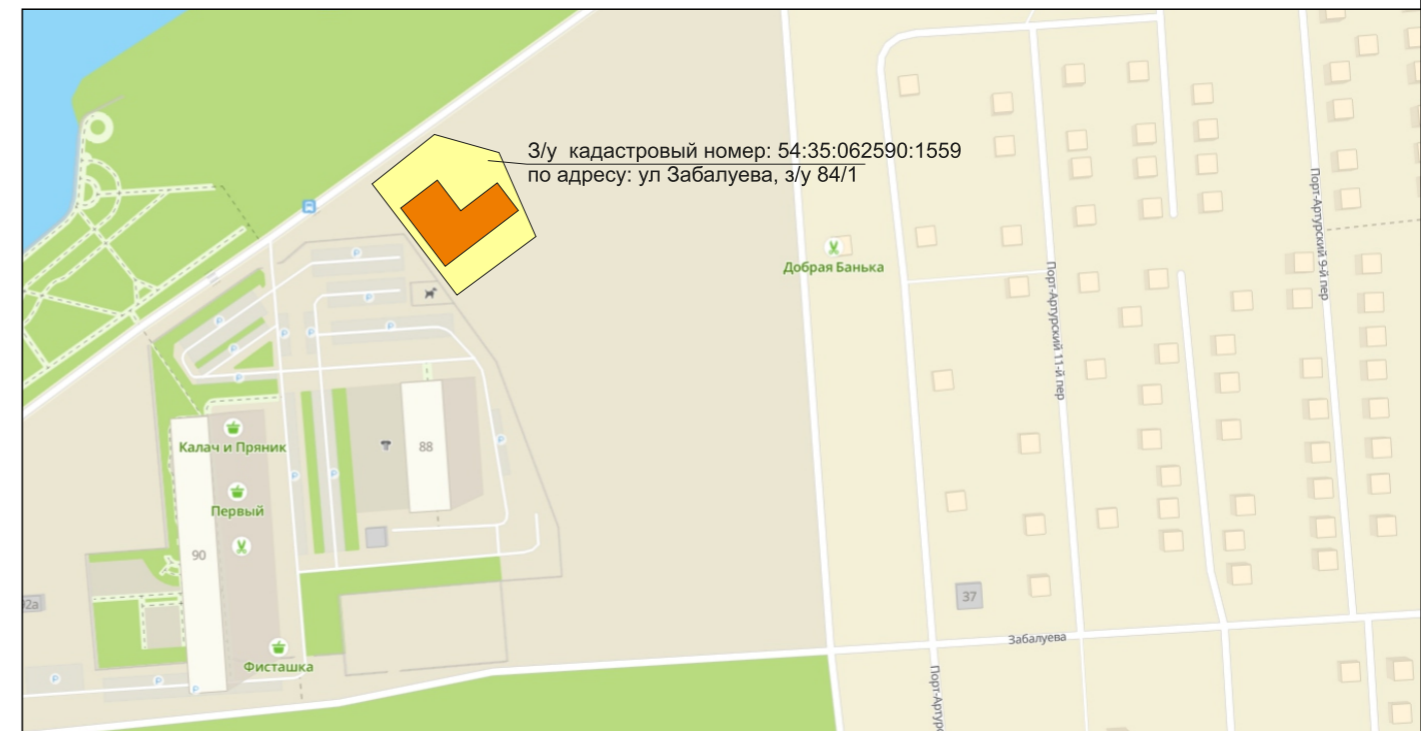 З/у кадастровый номер: 54:35:062590:1559
по адресу: ул Забалуева, з/у 84/1
Добрая Банька
Порт-Артурский 9-й пер
Порт-Артурский 11-й пер
Калач и Пряник
88
Первый
90
37
Забалуева
Фисташка